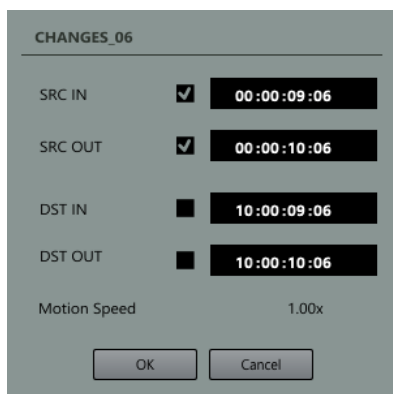 CHANGES_06
SRC IN 00:00:09:06
SRC OUT 00:00:10:06
DST IN 10:00:09:06
DST OUT 10:00:10:06
Motion Speed 1.00x
OK Cancel